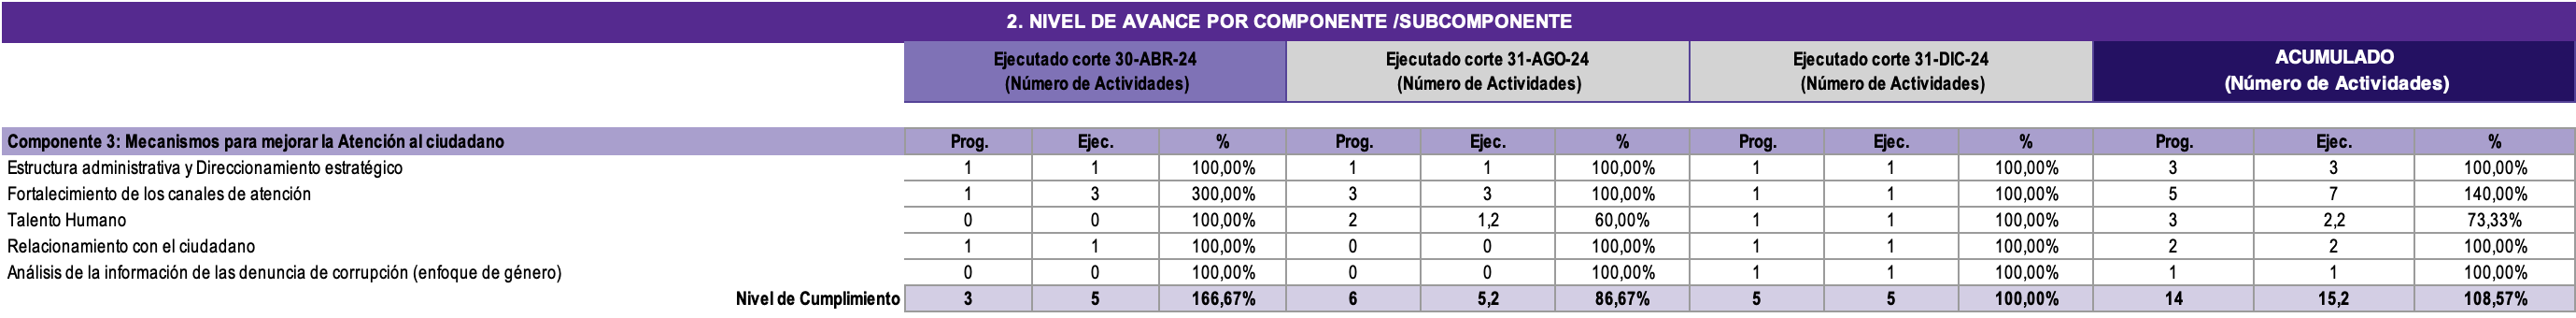 2. NIVEL DE AVANCE POR COMPONENTE /SUBCOMPONENTE
Ejecutado corte 30-ABR-24 Ejecutado corte 31-AGO-24 Ejecutado corte 31-DIC-24 ACUMULADO
(Número de Actividades) (Número de Actividades) (Número de Actividades) (Número de Actividades)
Componente 3: Mecanismos para mejorar la Atención al ciudadano Prog. Ejec. % Prog. Ejec. % Prog. Ejec. % Prog. Ejec. %
Estructura administrativa y Direccionamiento estratégico 1 1 100,00% 1 1 100,00% 1 1 100,00% 3 3 100,00%
Fortalecimiento de los canales de atención 1 3 300,00% 3 3 100,00% 1 1 100,00% 5 7 140,00%
Talento Humano 0 0 100,00% 2 1,2 60,00% 1 1 100,00% 3 2,2 73,33%
Relacionamiento con el ciudadano 1 1 100,00% 0 0 100,00% 1 1 100,00% 2 2 100,00%
Análisis de la información de las denuncia de corrupción (enfoque de género) 0 0 100,00% 0 0 100,00% 1 1 100,00% 1 1 100,00%
Nivel de Cumplimiento 3 5 166,67% 6 5,2 86,67% 5 5 100,00% 14 15,2 108,57%